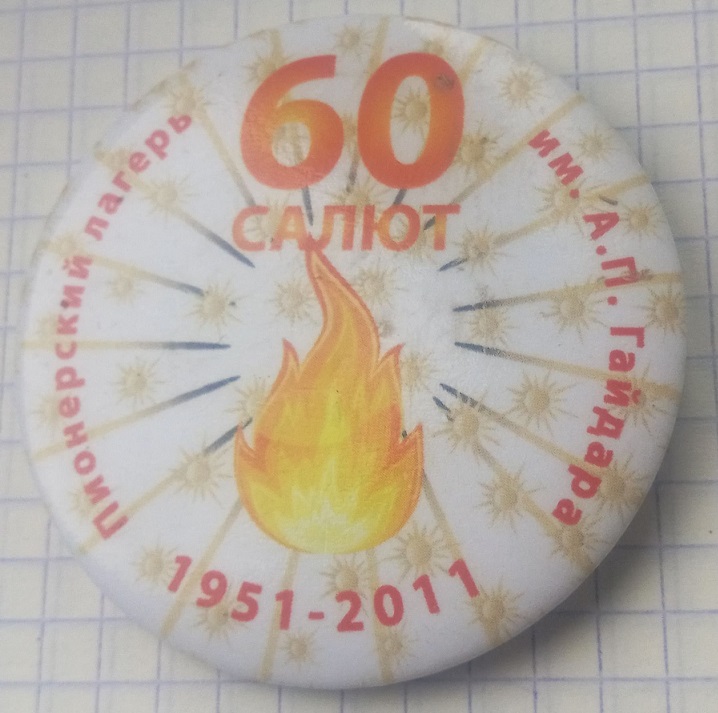 60
САЛЮТ
Пионерский лагерь
им. А.П. Гайдара
1951-2011